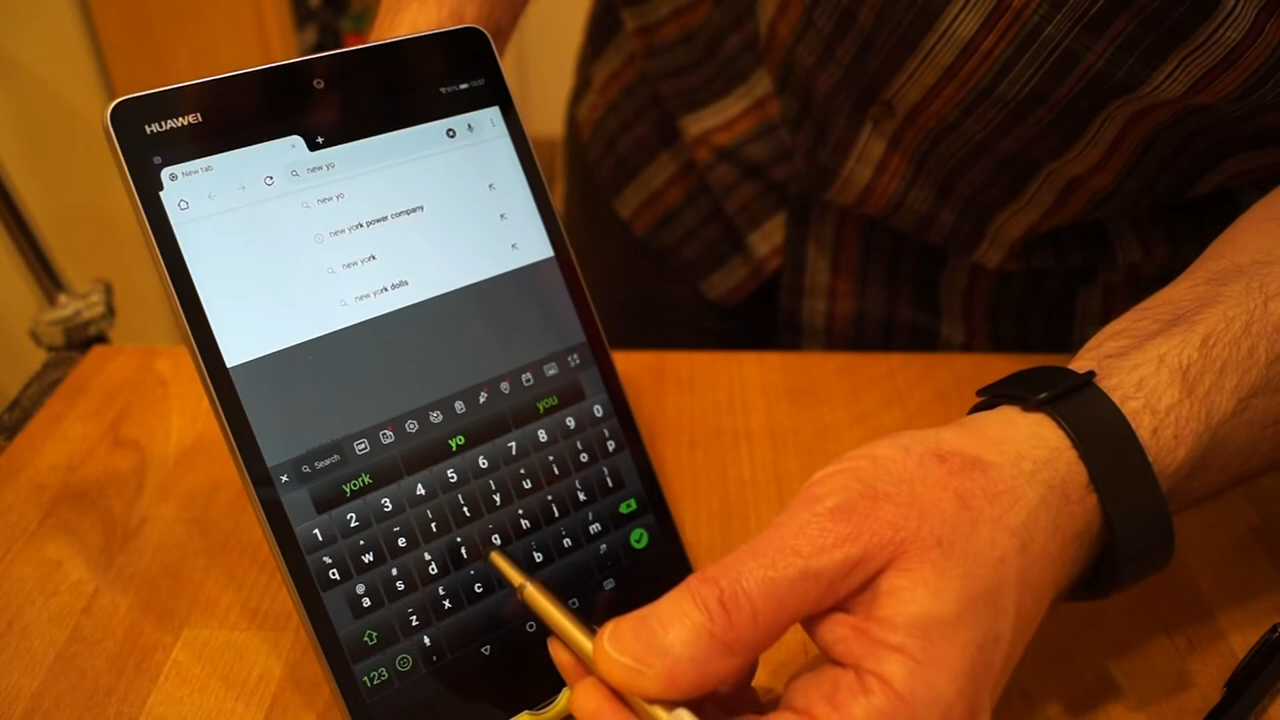 HUAWEI
New tab
new yo
new yo
new york power company
new york
new york dolls
Search
york yo you
1 2 3 4 5 6 7 8 9 0
q w e r t y u i o p
a s d f g h j k l
z x c b n m
123 ,